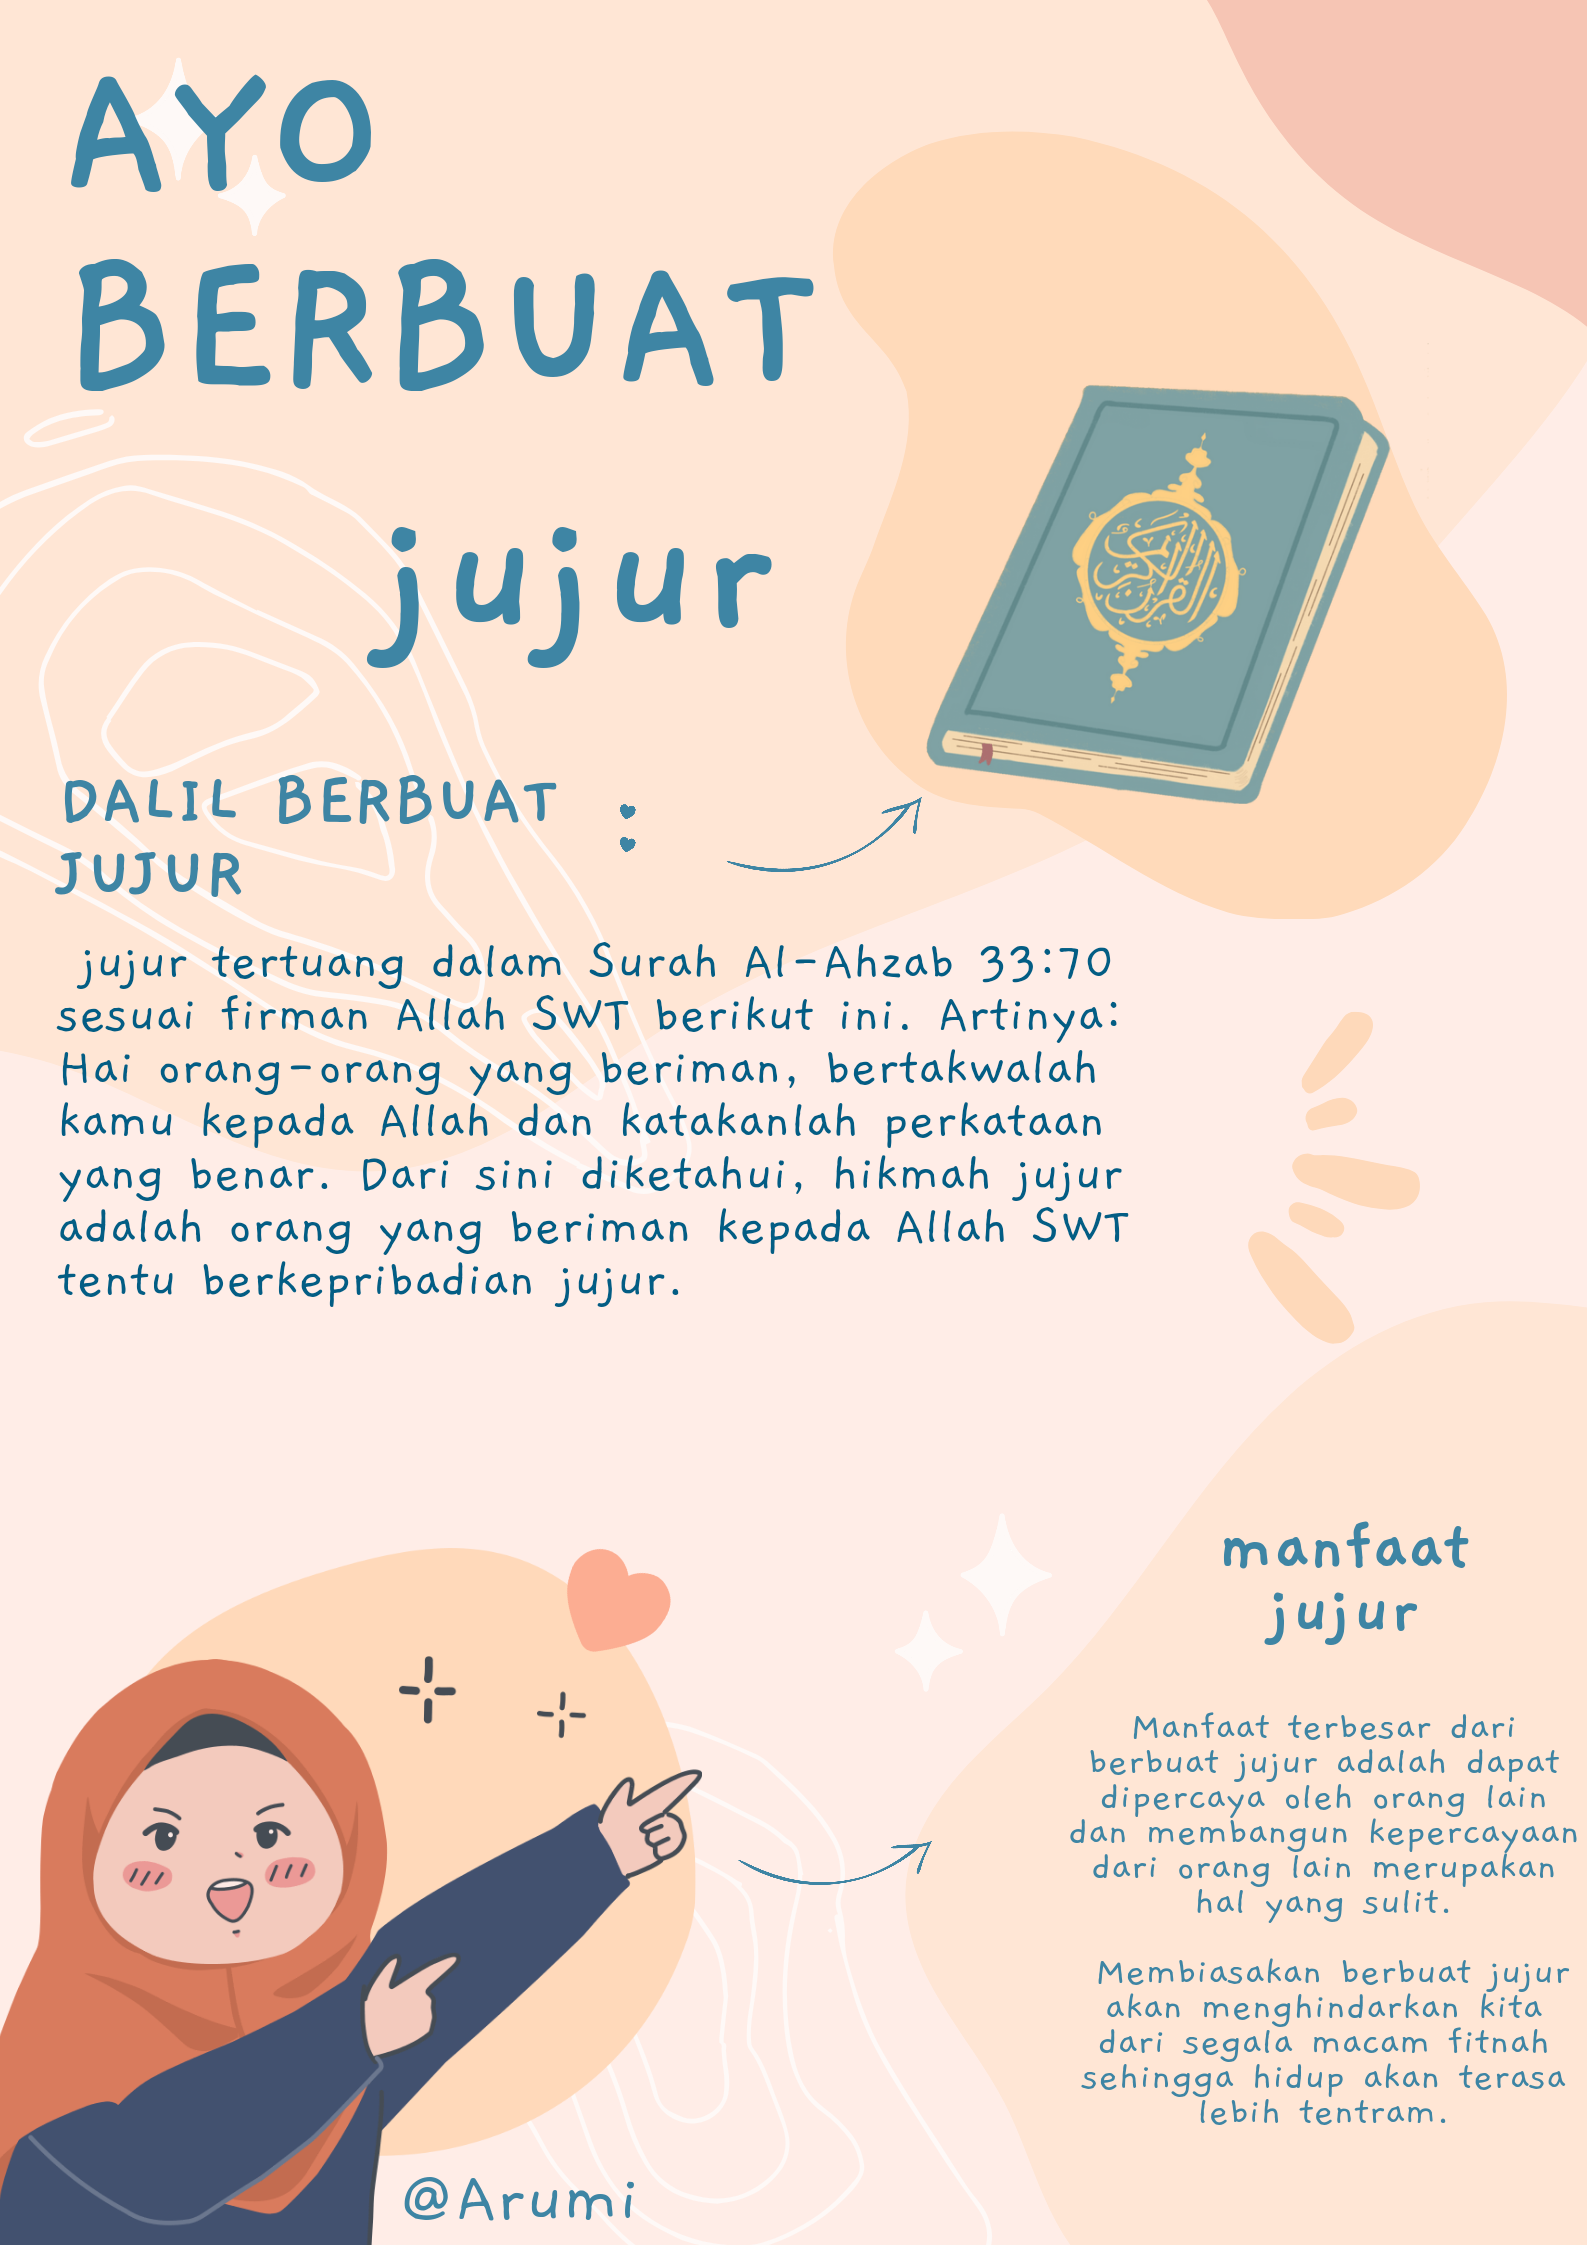 AYO
BERBUAT
jujur
القرآن الكريم
DALIL BERBUAT :
JUJUR
jujur tertuang dalam Surah Al-Ahzab 33:70
sesuai firman Allah SWT berikut ini. Artinya:
Hai orang-orang yang beriman, bertakwalah
kamu kepada Allah dan katakanlah perkataan
yang benar. Dari sini diketahui, hikmah jujur
adalah orang yang beriman kepada Allah SWT
tentu berkepribadian jujur.
manfaat
jujur
Manfaat terbesar dari
berbuat jujur adalah dapat
dipercaya oleh orang lain
dan membangun kepercayaan
dari orang lain merupakan
hal yang sulit.
Membiasakan berbuat jujur
akan menghindarkan kita
dari segala macam fitnah
sehingga hidup akan terasa
lebih tentram.
@Arumi